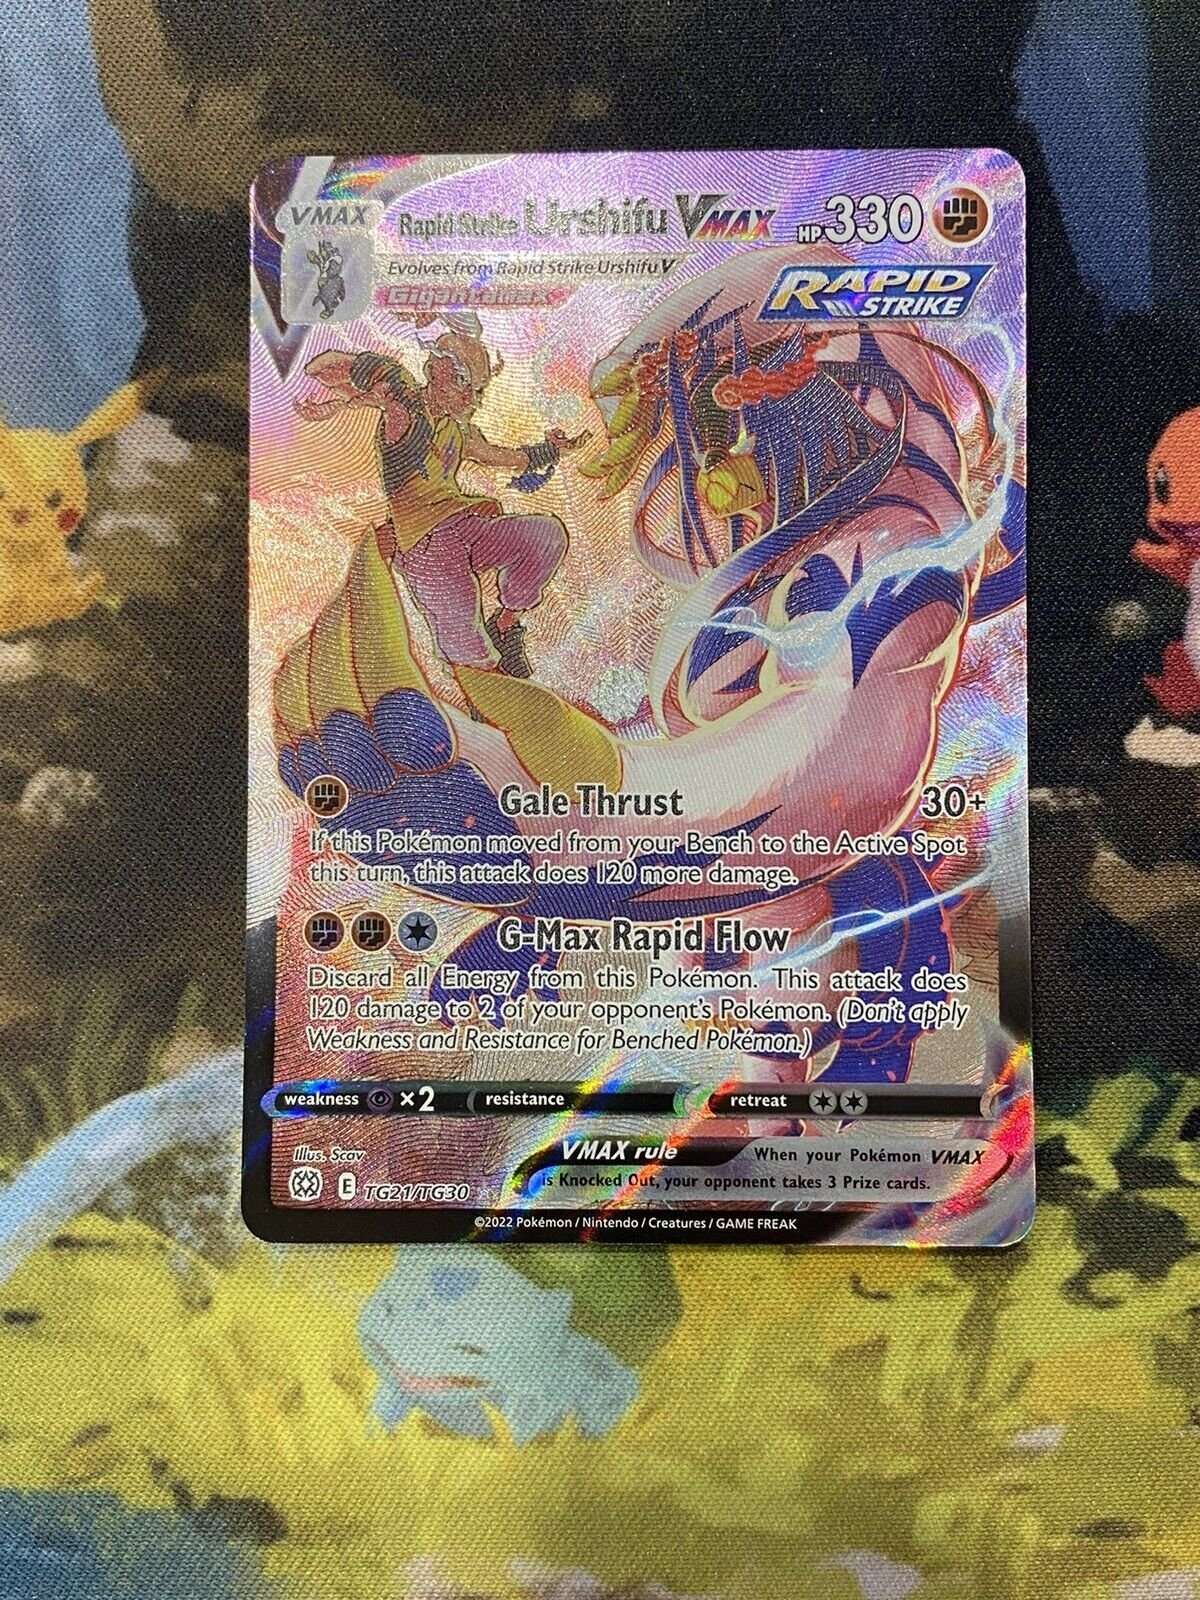 VMAX Rapid Strike Urshifu VMAX HP 330
Evolves from Rapid Strike Urshifu V
Gigantamax
RAPID
STRIKE
Gale Thrust 30+
If this Pokémon moved from your Bench to the Active Spot
this turn, this attack does 120 more damage.
G-Max Rapid Flow
Discard all Energy from this Pokémon. This attack does
120 damage to 2 of your opponent's Pokémon. (Don't apply
Weakness and Resistance for Benched Pokémon.)
weakness ×2 resistance retreat
Illus. Scav
VMAX rule When your Pokémon VMAX
is Knocked Out, your opponent takes 3 Prize cards.
E TG21/TG30
©2022 Pokémon / Nintendo / Creatures / GAME FREAK